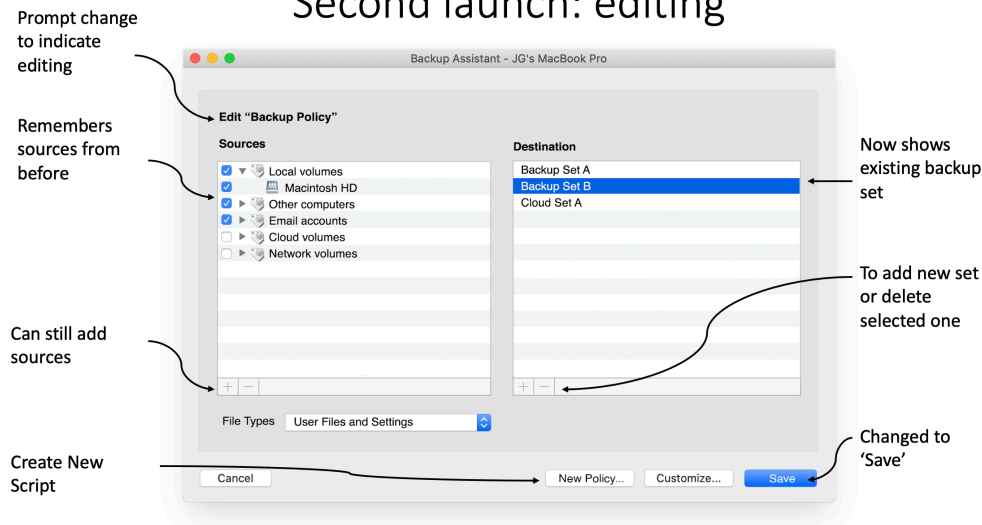 Second launch: editing
Prompt change
to indicate
editing
Backup Assistant - JG's MacBook Pro
Edit “Backup Policy”
Remembers
sources from
before
Sources
Local volumes
Macintosh HD
Other computers
Email accounts
Cloud volumes
Network volumes
Destination
Backup Set A
Backup Set B
Cloud Set A
Now shows
existing backup
set
To add new set
or delete
selected one
Can still add
sources
+ −
+ −
File Types
User Files and Settings
Changed to
‘Save’
Create New
Script
Cancel
New Policy...
Customize...
Save